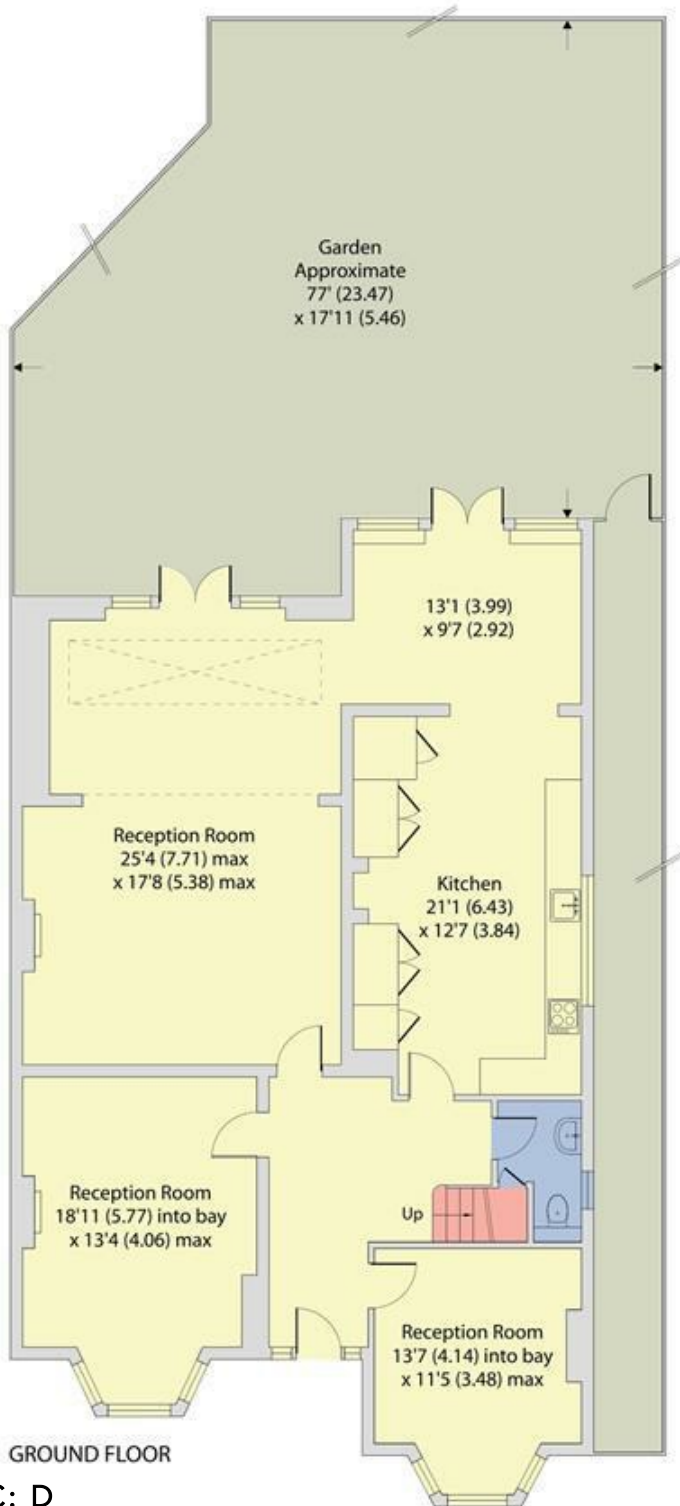 Garden
Approximate
77' (23.47)
x 17'11 (5.46)
13'1 (3.99)
x 9'7 (2.92)
Reception Room
25'4 (7.71) max
x 17'8 (5.38) max
Kitchen
21'1 (6.43)
x 12'7 (3.84)
Reception Room
18'11 (5.77) into bay
x 13'4 (4.06) max
Up
Reception Room
13'7 (4.14) into bay
x 11'5 (3.48) max
GROUND FLOOR
C: D